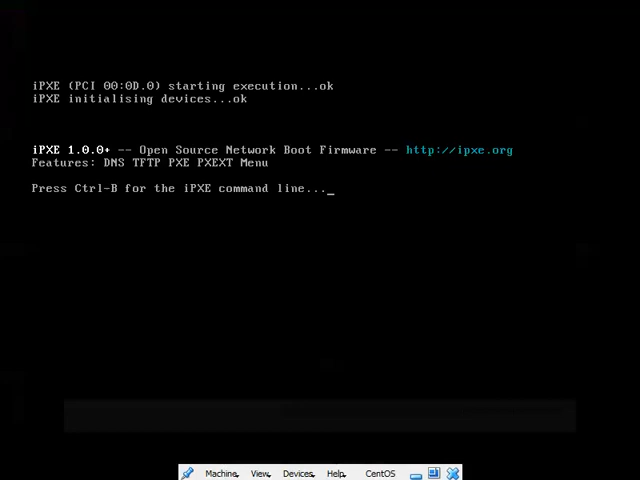 iPXE (PCI 00:0D.0) starting execution...ok
iPXE initialising devices...ok
iPXE 1.0.0+ -- Open Source Network Boot Firmware -- http://ipxe.org
Features: DNS TFTP PXE PXEXT Menu
Press Ctrl-B for the iPXE command line..._
Machine View Devices Help CentOS